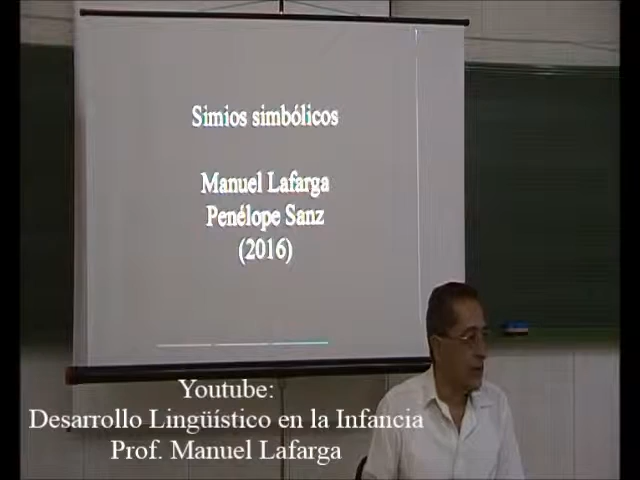 Simios simbólicos
Manuel Lafarga
Penélope Sanz
(2016)
Youtube:
Desarrollo Lingüístico en la Infancia
Prof. Manuel Lafarga